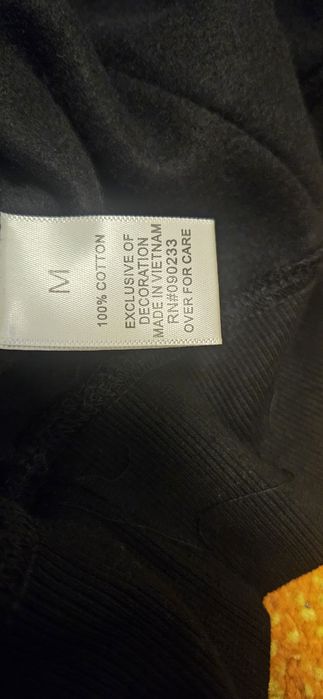 M
100% COTTON
EXCLUSIVE OF
DECORATION
MADE IN VIETNAM
RN#090233
OVER FOR CARE